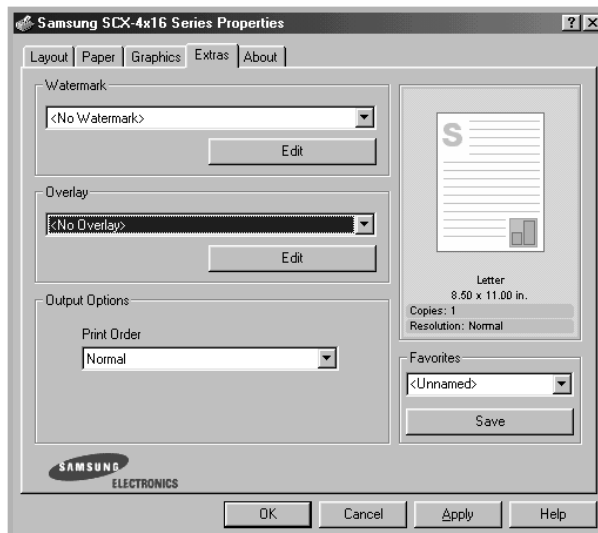 Samsung SCX-4x16 Series Properties
Layout Paper Graphics Extras About
Watermark
<No Watermark>
Edit
Overlay
<No Overlay>
Edit
Output Options
Print Order
Normal
S
Letter
8.50 x 11.00 in.
Copies: 1
Resolution: Normal
Favorites
<Unnamed>
Save
SAMSUNG
ELECTRONICS
OK Cancel Apply Help